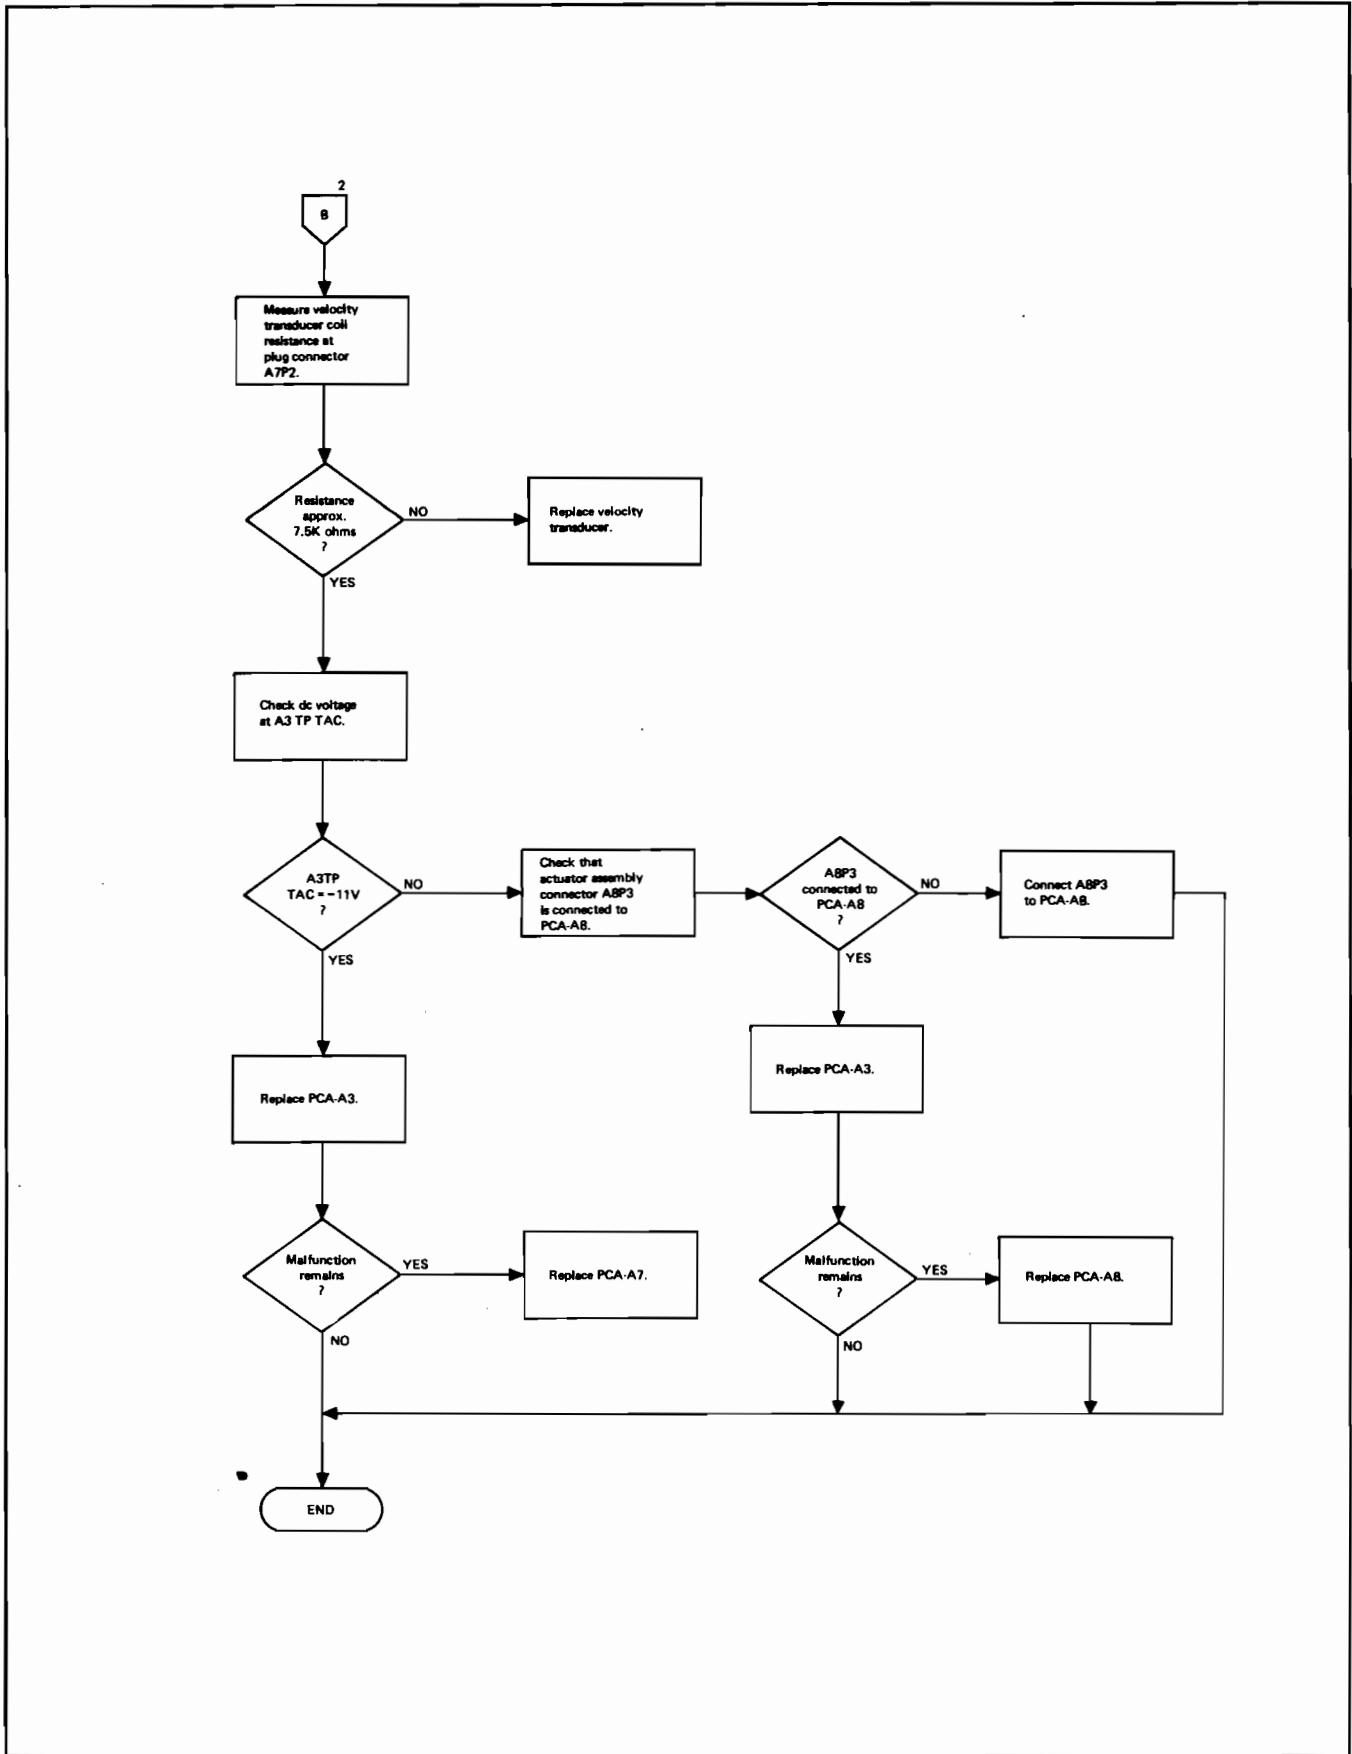 2
B
Measure velocity
transducer coil
resistance at
plug connector
A7P2.
Resistance
approx.
7.5K ohms
?
NO
Replace velocity
transducer.
YES
Check dc voltage
at A3 TP TAC.
A3TP
TAC = -11V
?
NO
Check that
actuator assembly
connector A8P3
is connected to
PCA-A8.
A8P3
connected to
PCA-A8
?
NO
Connect A8P3
to PCA-A8.
YES
YES
Replace PCA-A3.
Replace PCA-A3.
Malfunction
remains
?
YES
Replace PCA-A7.
Malfunction
remains
?
YES
Replace PCA-A8.
NO
NO
END